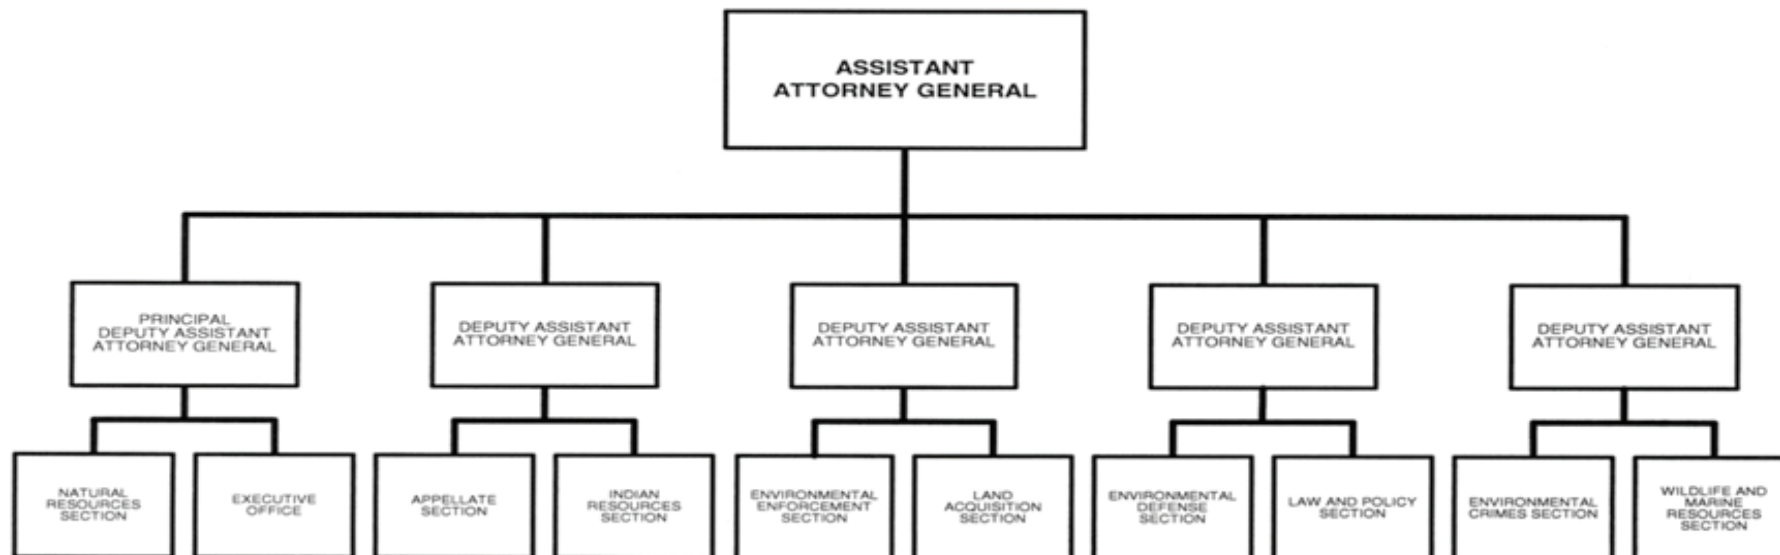 ASSISTANT
ATTORNEY GENERAL
PRINCIPAL
DEPUTY ASSISTANT
ATTORNEY GENERAL
DEPUTY ASSISTANT
ATTORNEY GENERAL
DEPUTY ASSISTANT
ATTORNEY GENERAL
DEPUTY ASSISTANT
ATTORNEY GENERAL
DEPUTY ASSISTANT
ATTORNEY GENERAL
NATURAL
RESOURCES
SECTION
EXECUTIVE
OFFICE
APPELLATE
SECTION
INDIAN
RESOURCES
SECTION
ENVIRONMENTAL
ENFORCEMENT
SECTION
LAND
ACQUISITION
SECTION
ENVIRONMENTAL
DEFENSE
SECTION
LAW AND POLICY
SECTION
ENVIRONMENTAL
CRIMES SECTION
WILDLIFE AND
MARINE
RESOURCES
SECTION